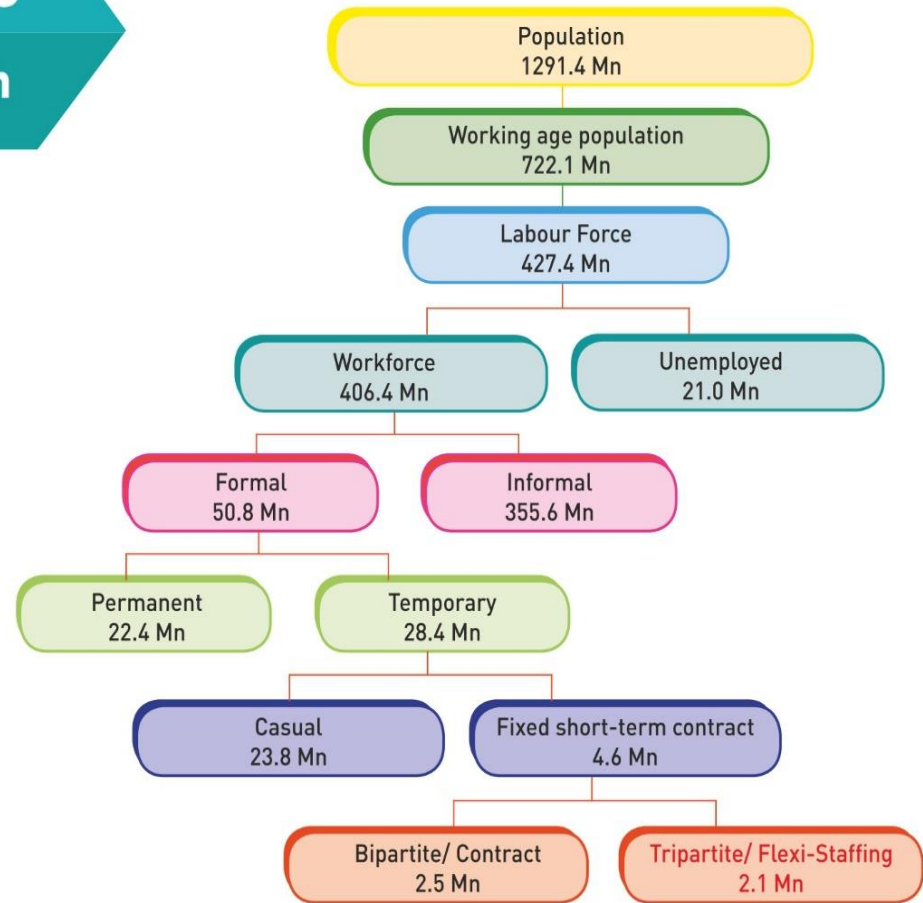 Population
1291.4 Mn
Working age population
722.1 Mn
Labour Force
427.4 Mn
Workforce
406.4 Mn
Unemployed
21.0 Mn
Formal
50.8 Mn
Informal
355.6 Mn
Permanent
22.4 Mn
Temporary
28.4 Mn
Casual
23.8 Mn
Fixed short-term contract
4.6 Mn
Bipartite/ Contract
2.5 Mn
Tripartite/ Flexi-Staffing
2.1 Mn